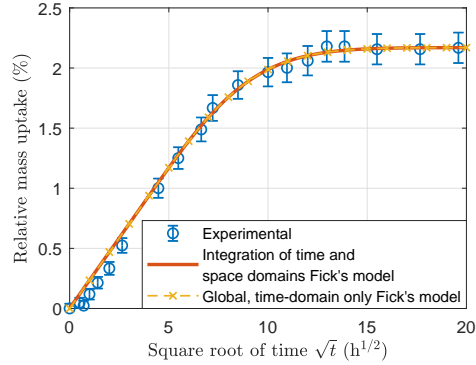 2.5
2
1.5
1
0.5
0
Relative mass uptake (%)
Experimental
Integration of time and
space domains Fick's model
Global, time-domain only Fick's model
0 5 10 15 20
Square root of time √t (h^{1/2})